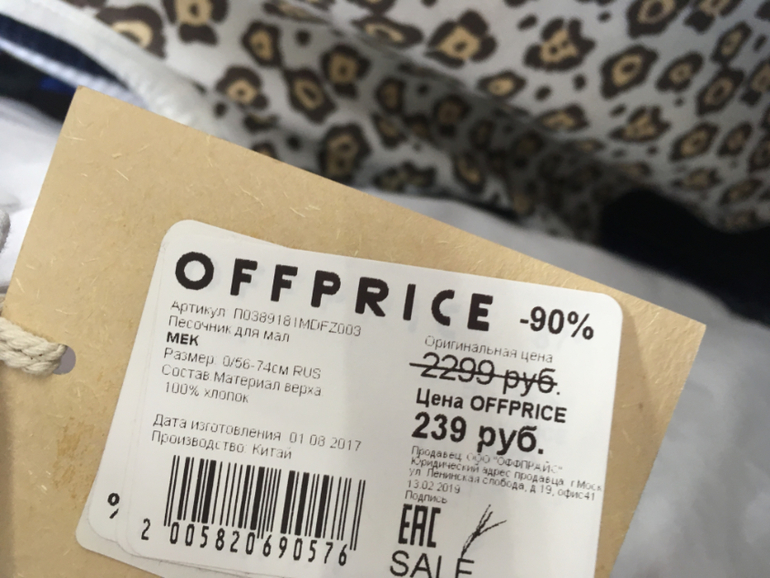 OFFPRICE -90%
Артикул: П0389181MDFZ003
Песочник для мал
МЕК
Размер: 0/56-74см RUS
Состав:Материал верха
100% хлопок
Дата изготовления: 01 08 2017
Производство: Китай
Оригинальная цена
2299 руб.
Цена OFFPRICE
239 руб.
Продавец: ООО "ОФФПРАЙС"
Юридический адрес продавца: г.Моск
ул. Ленинская слобода, д.19, офис41
13.02.2019
Подпись
EAC
SALE
%
2 005820 690576